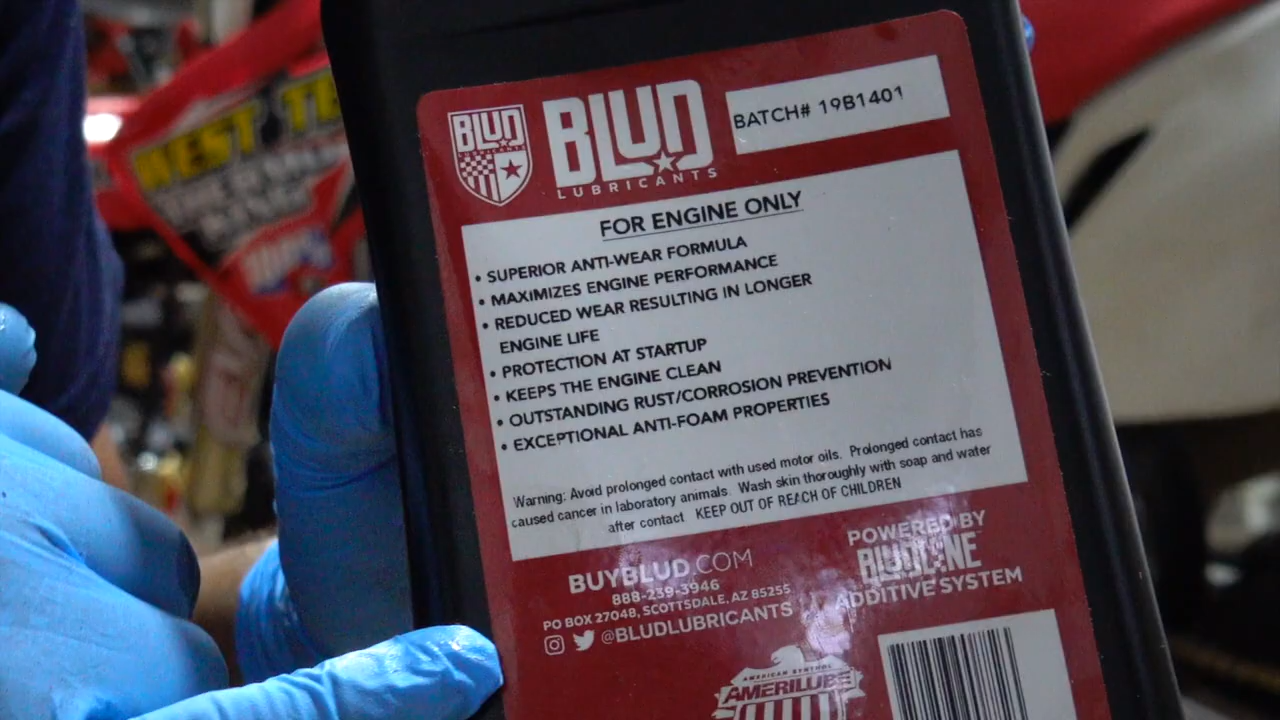 WEST TE
BLUD
LUBRICANTS
BLUD
LUBRICANTS
BATCH# 19B1401
FOR ENGINE ONLY
• SUPERIOR ANTI-WEAR FORMULA
• MAXIMIZES ENGINE PERFORMANCE
• REDUCED WEAR RESULTING IN LONGER
ENGINE LIFE
• PROTECTION AT STARTUP
• KEEPS THE ENGINE CLEAN
• OUTSTANDING RUST/CORROSION PREVENTION
• EXCEPTIONAL ANTI-FOAM PROPERTIES
Warning: Avoid prolonged contact with used motor oils. Prolonged contact has
caused cancer in laboratory animals. Wash skin thoroughly with soap and water
after contact KEEP OUT OF REACH OF CHILDREN
BUYBLUD.COM
888-239-3946
PO BOX 27048, SCOTTSDALE, AZ 85255
@BLUDLUBRICANTS
POWERED BY
ADDITIVE SYSTEM
AMERICAN SYNTHOL
AMERILUBE